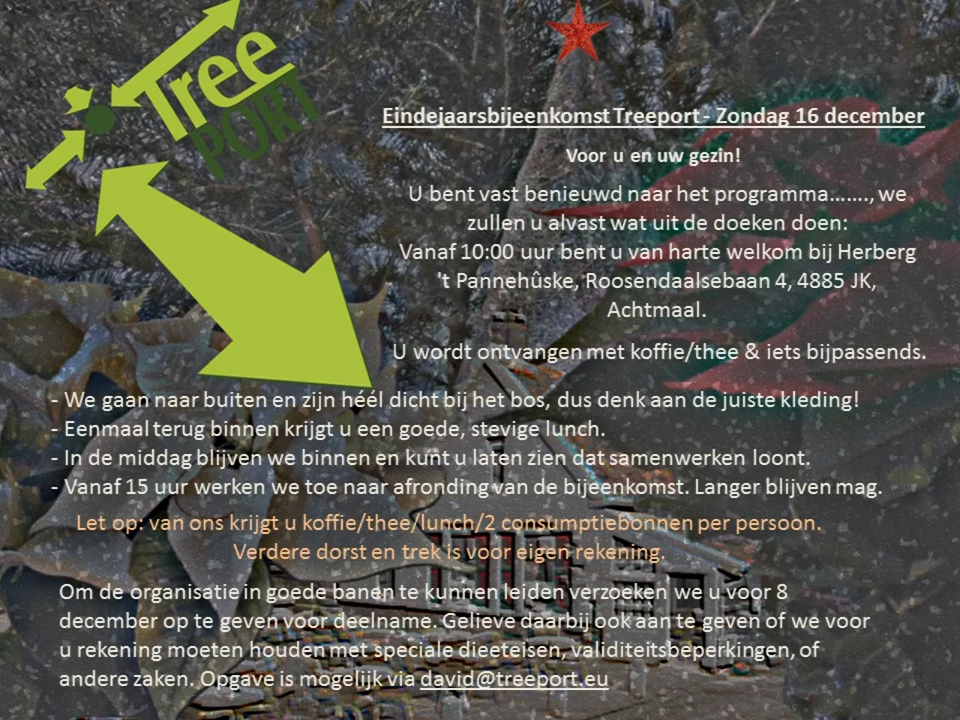 Tree
PORT
Eindejaarsbijeenkomst Treeport - Zondag 16 december
Voor u en uw gezin!
U bent vast benieuwd naar het programma……., we
zullen u alvast wat uit de doeken doen:
Vanaf 10:00 uur bent u van harte welkom bij Herberg
't Pannehûske, Roosendaalsebaan 4, 4885 JK,
Achtmaal.
U wordt ontvangen met koffie/thee & iets bijpassends.
- We gaan naar buiten en zijn héél dicht bij het bos, dus denk aan de juiste kleding!
- Eenmaal terug binnen krijgt u een goede, stevige lunch.
- In de middag blijven we binnen en kunt u laten zien dat samenwerken loont.
- Vanaf 15 uur werken we toe naar afronding van de bijeenkomst. Langer blijven mag.
Let op: van ons krijgt u koffie/thee/lunch/2 consumptiebonnen per persoon.
Verdere dorst en trek is voor eigen rekening.
Om de organisatie in goede banen te kunnen leiden verzoeken we u voor 8
december op te geven voor deelname. Gelieve daarbij ook aan te geven of we voor
u rekening moeten houden met speciale dieeteisen, validiteitsbeperkingen, of
andere zaken. Opgave is mogelijk via david@treeport.eu